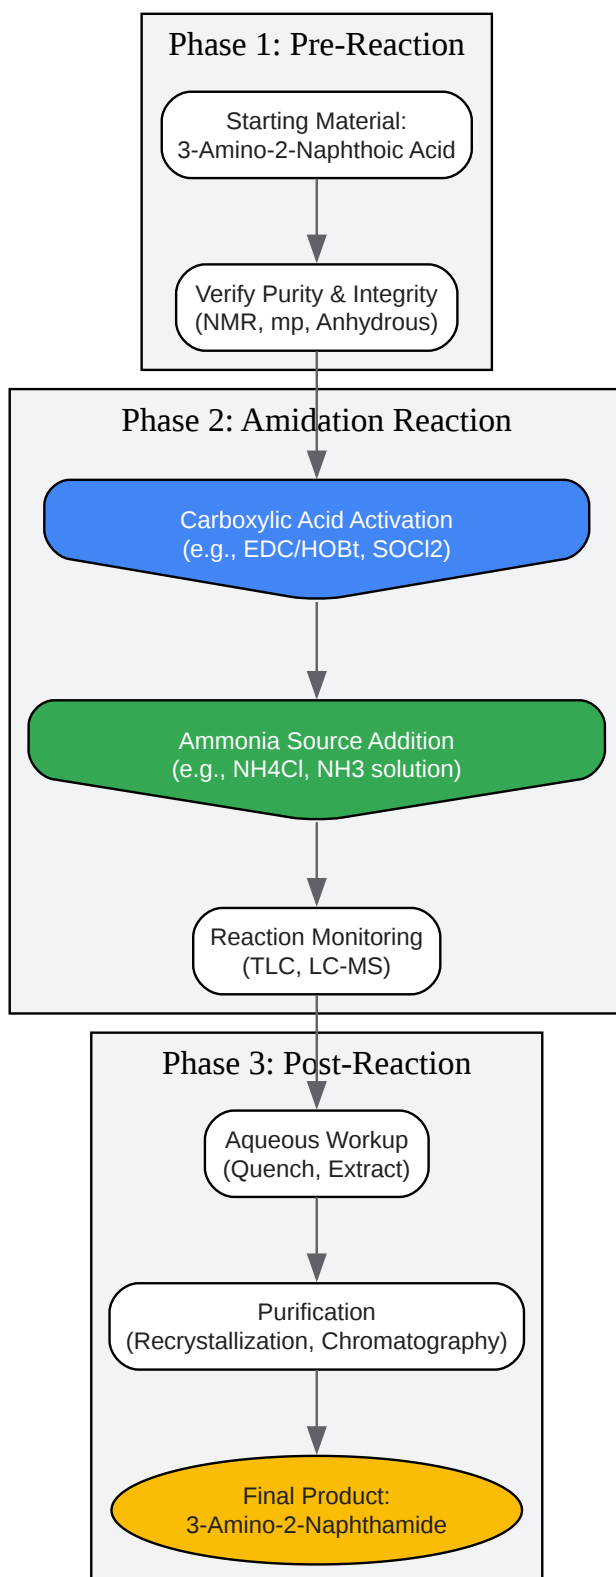 Phase 1: Pre-Reaction
Starting Material:
3-Amino-2-Naphthoic Acid
Verify Purity & Integrity
(NMR, mp, Anhydrous)
Phase 2: Amidation Reaction
Carboxylic Acid Activation
(e.g., EDC/HOBt, SOCl2)
Ammonia Source Addition
(e.g., NH4Cl, NH3 solution)
Reaction Monitoring
(TLC, LC-MS)
Phase 3: Post-Reaction
Aqueous Workup
(Quench, Extract)
Purification
(Recrystallization, Chromatography)
Final Product:
3-Amino-2-Naphthamide